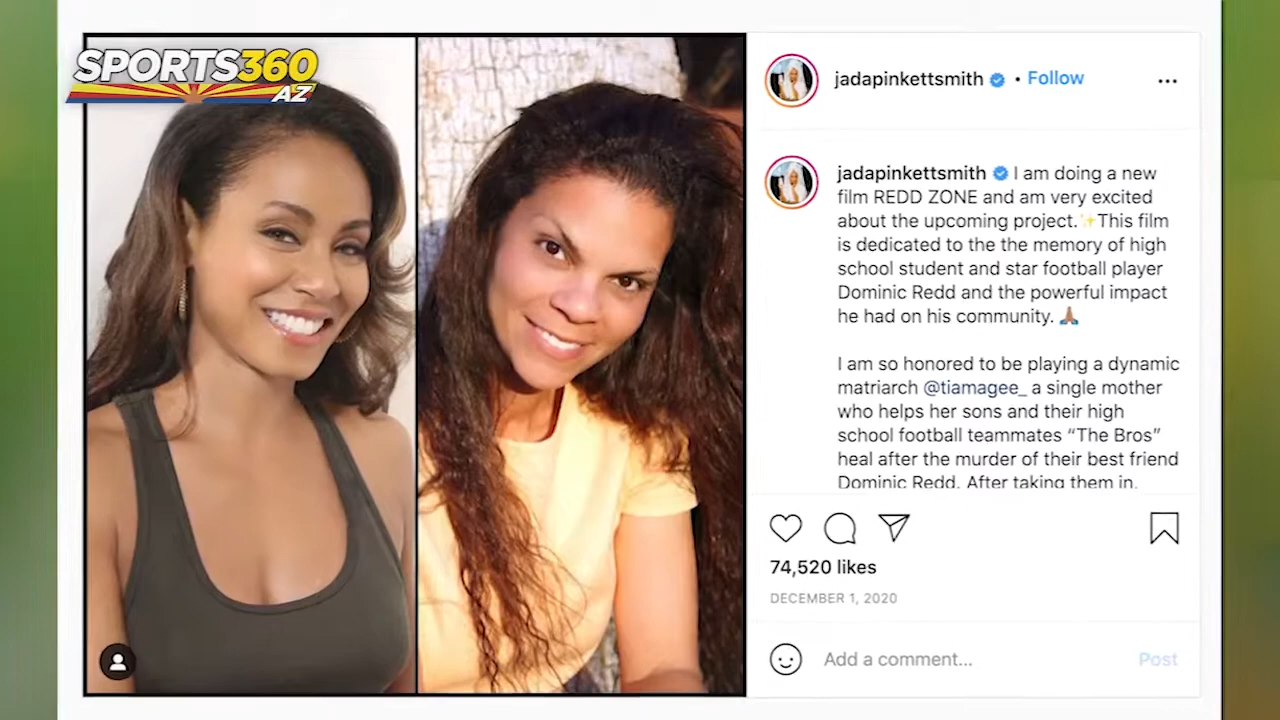 SPORTS360
AZ
jadapinkettsmith • Follow
jadapinkettsmith I am doing a new
film REDD ZONE and am very excited
about the upcoming project.✨This film
is dedicated to the the memory of high
school student and star football player
Dominic Redd and the powerful impact
he had on his community. 🙏🏽
I am so honored to be playing a dynamic
matriarch @tiamagee_ a single mother
who helps her sons and their high
school football teammates “The Bros”
heal after the murder of their best friend
Dominic Redd. After taking them in,
74,520 likes
DECEMBER 1, 2020
Add a comment...
Post